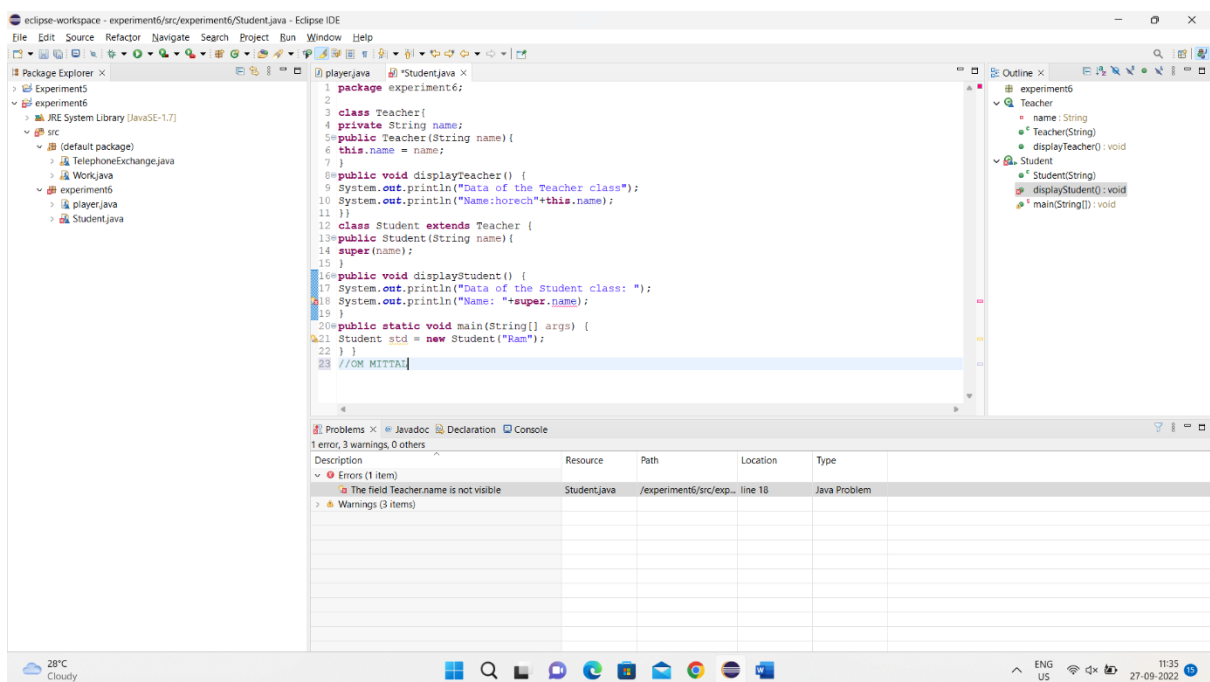 eclipse-workspace - experiment6/src/experiment6/Student.java - Eclipse IDE
File Edit Source Refactor Navigate Search Project Run Window Help
Package Explorer ×
Experiment5
experiment6
JRE System Library [JavaSE-1.7]
src
(default package)
TelephoneExchange.java
Work.java
experiment6
player.java
Student.java
player.java *Student.java ×
1 package experiment6;
2
3 class Teacher{
4 private String name;
5 public Teacher(String name){
6 this.name = name;
7 }
8 public void displayTeacher() {
9 System.out.println("Data of the Teacher class");
10 System.out.println("Name:horech"+this.name);
11 }}
12 class Student extends Teacher {
13 public Student(String name){
14 super(name);
15 }
16 public void displayStudent() {
17 System.out.println("Data of the Student class: ");
18 System.out.println("Name: "+super.name);
19 }
20 public static void main(String[] args) {
21 Student std = new Student("Ram");
22 } }
23 //OM MITTAL
Outline ×
experiment6
Teacher
name : String
Teacher(String)
displayTeacher() : void
Student
Student(String)
displayStudent() : void
main(String[]) : void
Problems × Javadoc Declaration Console
1 error, 3 warnings, 0 others
Description Resource Path Location Type
Errors (1 item)
The field Teacher.name is not visible Student.java /experiment6/src/exp... line 18 Java Problem
Warnings (3 items)
28°C
Cloudy
ENG
US
11:35
27-09-2022
15